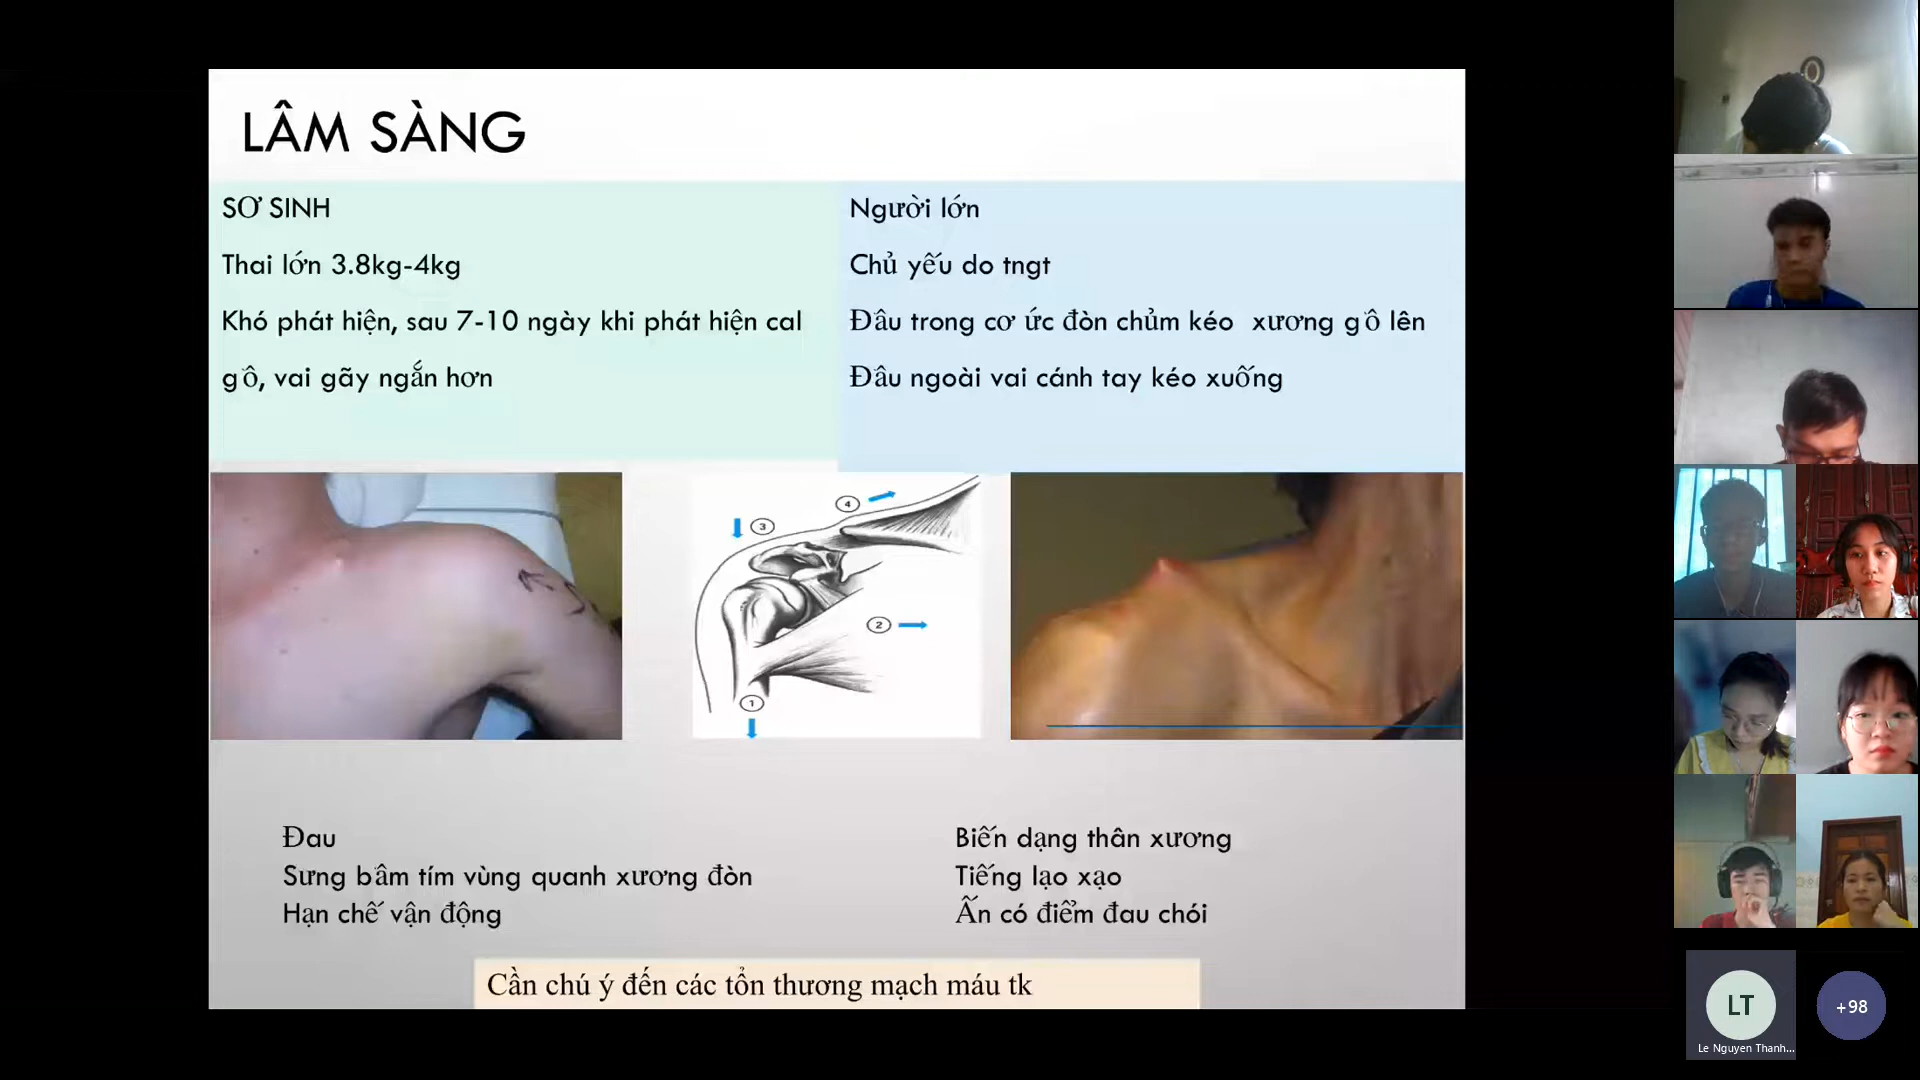 LÂM SÀNG
SƠ SINH
Thai lớn 3.8kg-4kg
Khó phát hiện, sau 7-10 ngày khi phát hiện cal
gồ, vai gãy ngắn hơn
Người lớn
Chủ yếu do tngt
Đầu trong cơ ức đòn chủm kéo xương gồ lên
Đầu ngoài vai cánh tay kéo xuống
4
3
2
1
Đau
Sưng bầm tím vùng quanh xương đòn
Hạn chế vận động
Biến dạng thân xương
Tiếng lạo xạo
Ấn có điểm đau chói
Cần chú ý đến các tổn thương mạch máu tk
LT
Le Nguyen Thanh...
+98